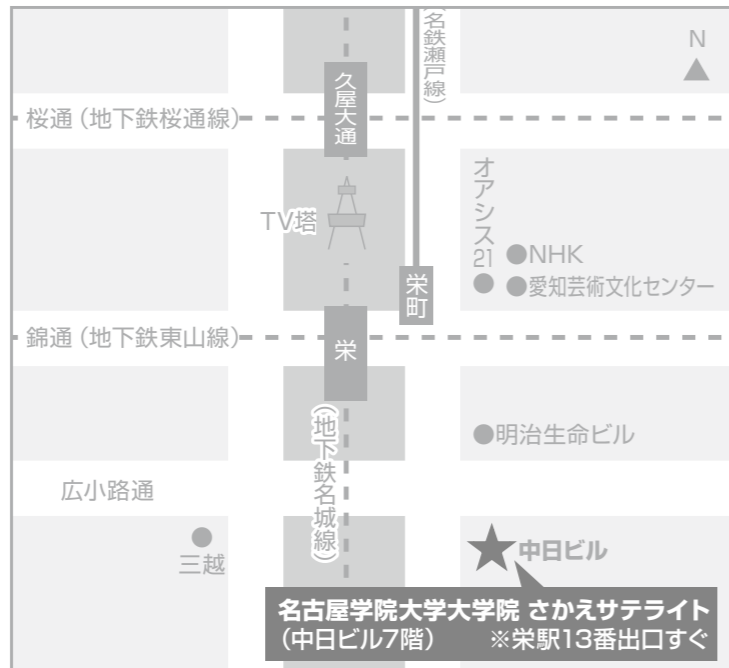 (名鉄瀬戸線)
N
久屋大通
桜通(地下鉄桜通線)
TV塔
オアシス21
NHK
愛知芸術文化センター
栄町
錦通(地下鉄東山線)
栄
(地下鉄名城線)
明治生命ビル
広小路通
三越
中日ビル
名古屋学院大学大学院 さかえサテライト
(中日ビル7階) ※栄駅13番出口すぐ